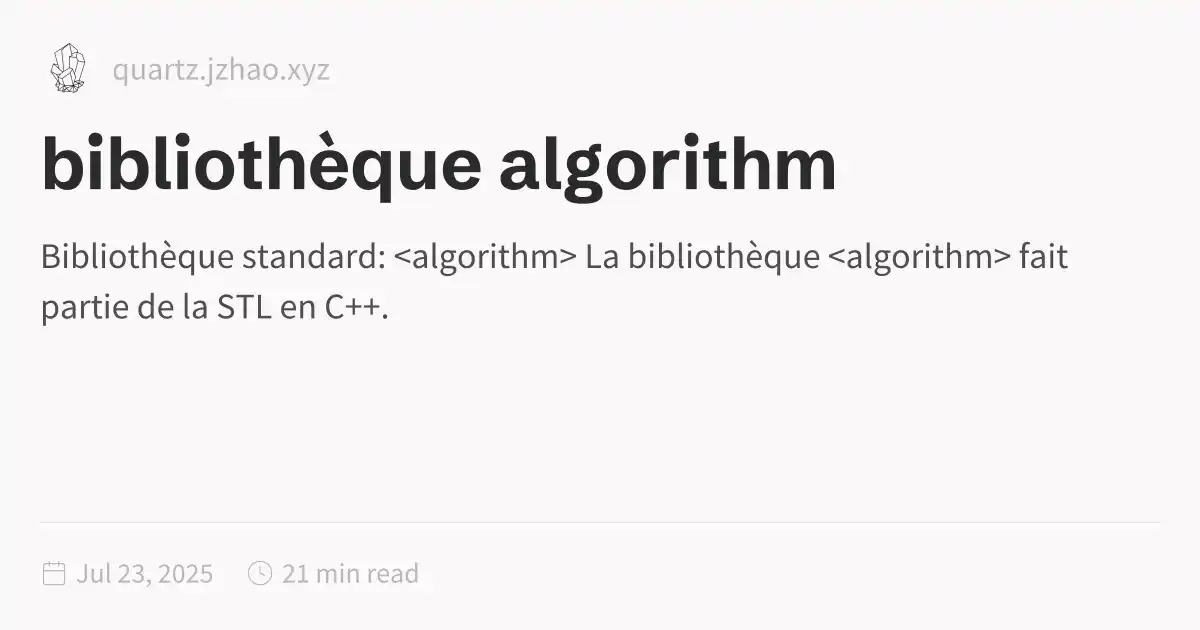 quartz.jzhao.xyz
bibliothèque algorithm
Bibliothèque standard: <algorithm> La bibliothèque <algorithm> fait
partie de la STL en C++.
Jul 23, 2025 21 min read